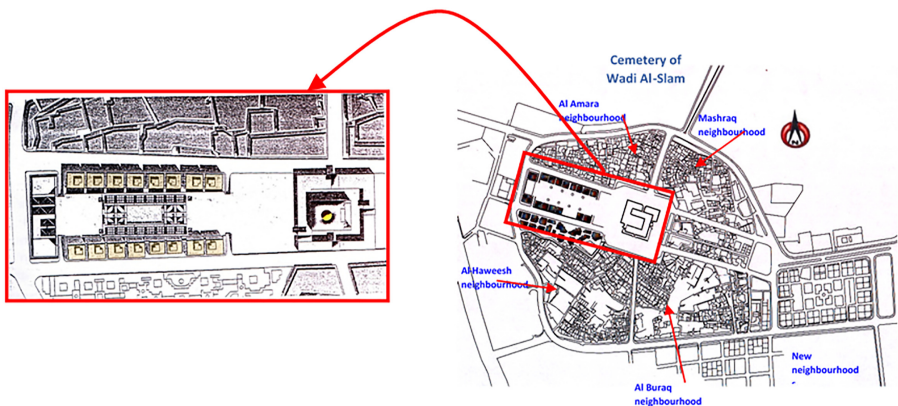 Cemetery of
Wadi Al-Slam
Al Amara
neighbourhood
Mashraq
neighbourhood
Al-Haweesh
neighbourhood
Al Buraq
neighbourhood
New
neighbourhood